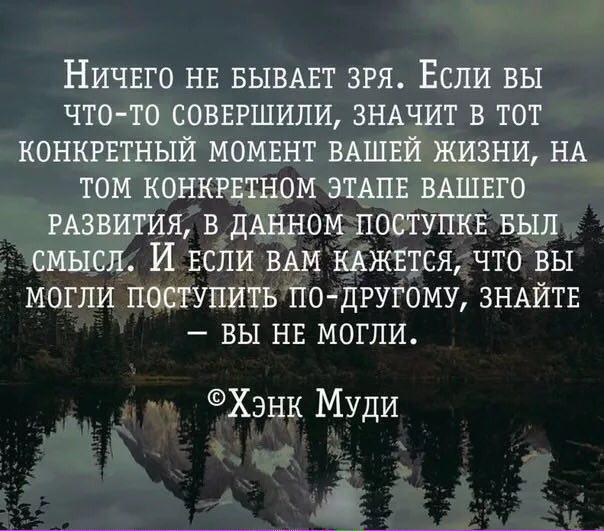 Ничего не бывает зря. Если вы
что-то совершили, значит в тот
конкретный момент вашей жизни, на
том конкретном этапе вашего
развития, в данном поступке был
смысл. И если вам кажется, что вы
могли поступить по-другому, знайте
– вы не могли.
©Хэнк Муди